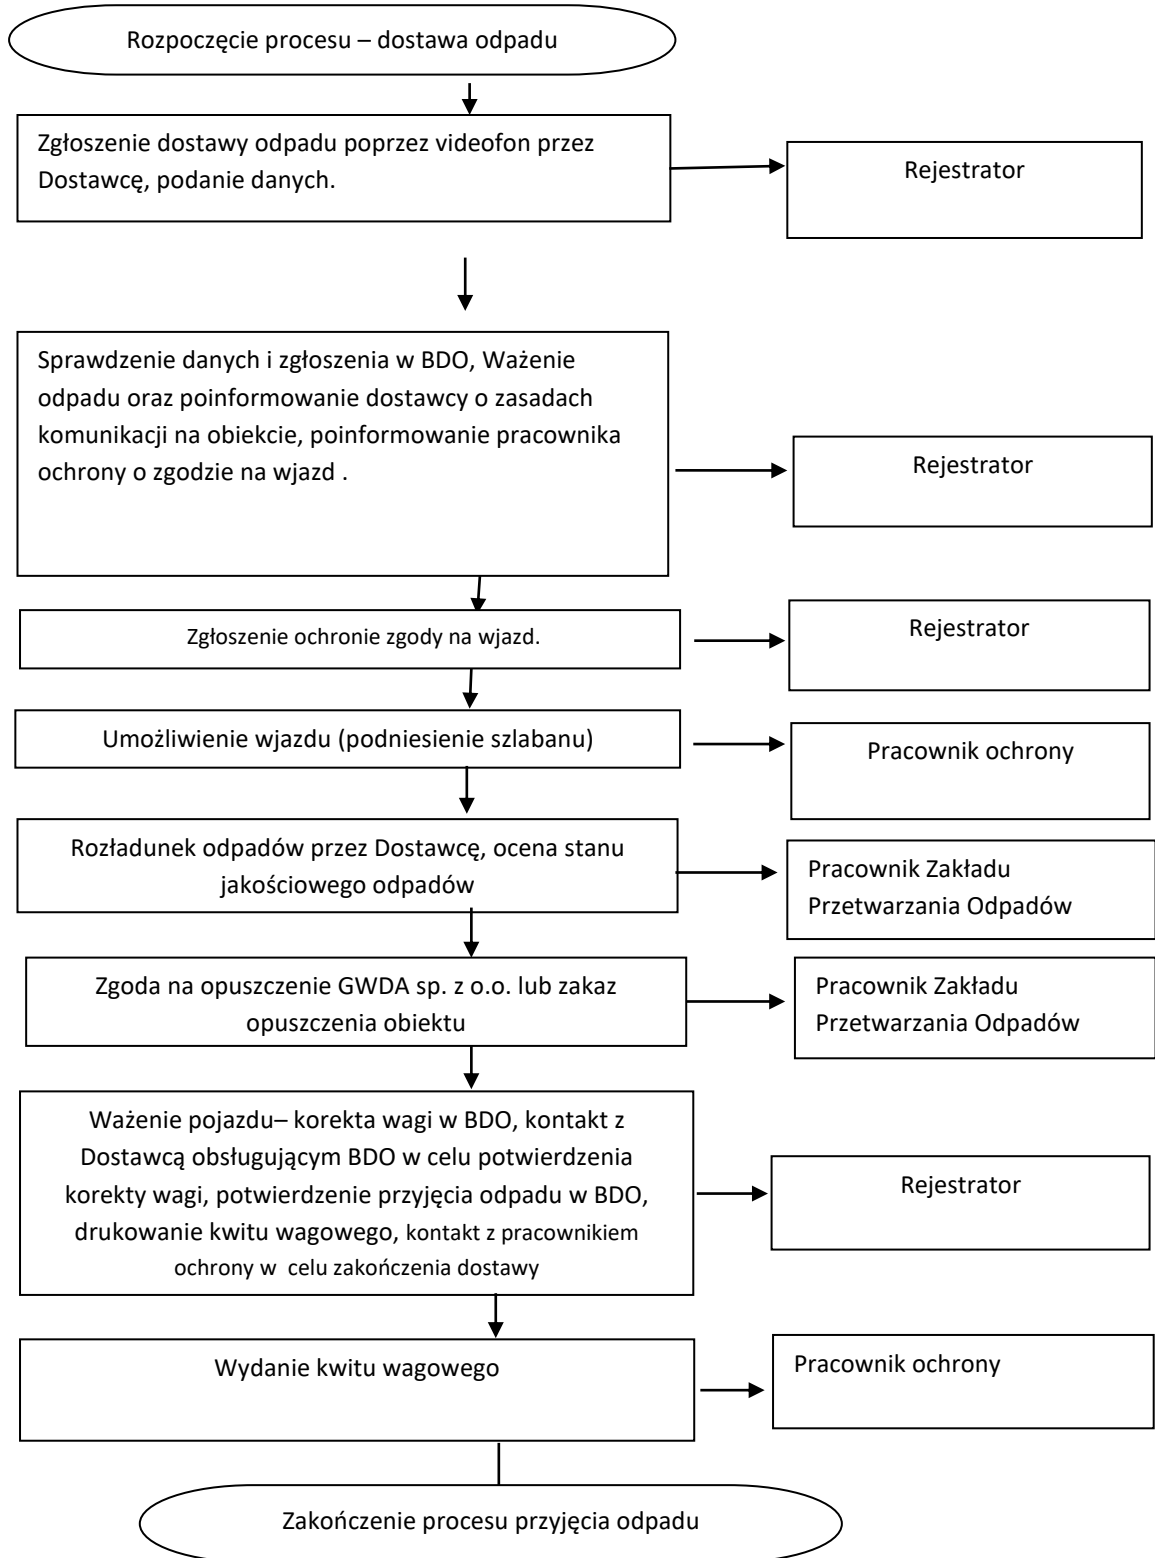 Rozpoczęcie procesu – dostawa odpadu
Zgłoszenie dostawy odpadu poprzez videofon przez
Dostawcę, podanie danych.
Rejestrator
Sprawdzenie danych i zgłoszenia w BDO, Ważenie
odpadu oraz poinformowanie dostawcy o zasadach
komunikacji na obiekcie, poinformowanie pracownika
ochrony o zgodzie na wjazd .
Rejestrator
Zgłoszenie ochronie zgody na wjazd.
Rejestrator
Umożliwienie wjazdu (podniesienie szlabanu)
Pracownik ochrony
Rozładunek odpadów przez Dostawcę, ocena stanu
jakościowego odpadów
Pracownik Zakładu
Przetwarzania Odpadów
Zgoda na opuszczenie GWDA sp. z o.o. lub zakaz
opuszczenia obiektu
Pracownik Zakładu
Przetwarzania Odpadów
Ważenie pojazdu– korekta wagi w BDO, kontakt z
Dostawcą obsługującym BDO w celu potwierdzenia
korekty wagi, potwierdzenie przyjęcia odpadu w BDO,
drukowanie kwitu wagowego, kontakt z pracownikiem
ochrony w  celu zakończenia dostawy
Rejestrator
Wydanie kwitu wagowego
Pracownik ochrony
Zakończenie procesu przyjęcia odpadu